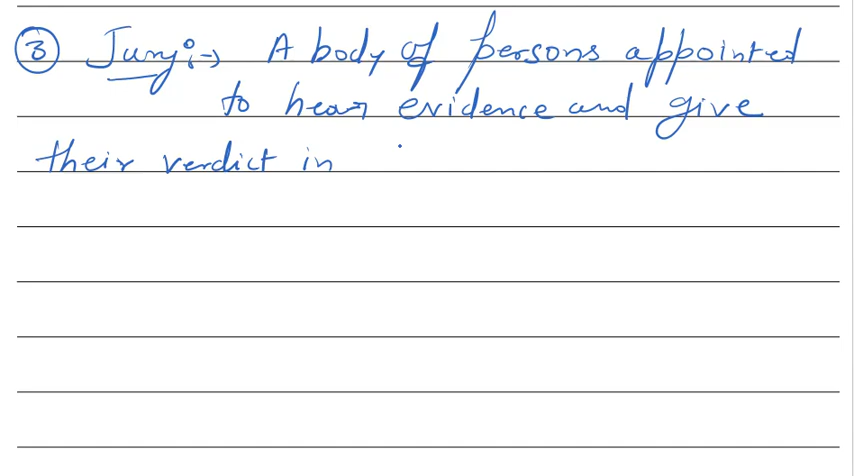 ③ Jury:→ A body of persons appointed
to hear evidence and give
their verdict in